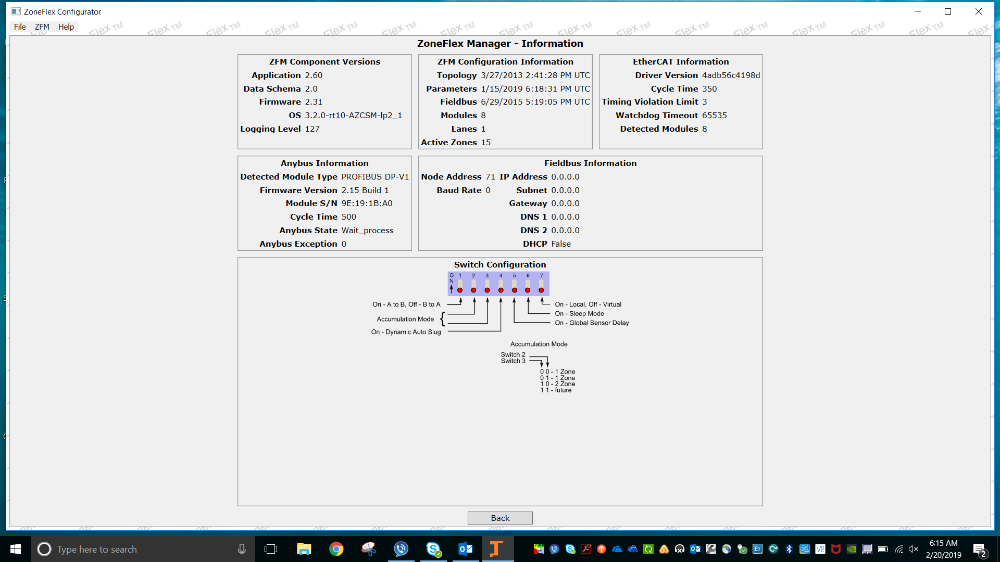 ZoneFlex Configurator
File ZFM Help
ZoneFlex Manager - Information
ZFM Component Versions
Application 2.60
Data Schema 2.0
Firmware 2.31
OS 3.2.0-rt10-AZCSM-lp2_1
Logging Level 127
ZFM Configuration Information
Topology 3/27/2013 2:41:28 PM UTC
Parameters 1/15/2019 6:18:31 PM UTC
Fieldbus 6/29/2015 5:19:05 PM UTC
Modules 8
Lanes 1
Active Zones 15
EtherCAT Information
Driver Version 4adb56c4198d
Cycle Time 350
Timing Violation Limit 3
Watchdog Timeout 65535
Detected Modules 8
Anybus Information
Detected Module Type PROFIBUS DP-V1
Firmware Version 2.15 Build 1
Module S/N 9E:19:1B:A0
Cycle Time 500
Anybus State Wait_process
Anybus Exception 0
Fieldbus Information
Node Address 71 IP Address 0.0.0.0
Baud Rate 0 Subnet 0.0.0.0
Gateway 0.0.0.0
DNS 1 0.0.0.0
DNS 2 0.0.0.0
DHCP False
Switch Configuration
ON 1 2 3 4 5 6 7
On - A to B, Off - B to A
Accumulation Mode
On - Dynamic Auto Slug
On - Local, Off - Virtual
On - Sleep Mode
On - Global Sensor Delay
Accumulation Mode
Switch 2
Switch 3
0 0 - 1 Zone
0 1 - 1 Zone
1 0 - 2 Zone
1 1 - future
Back
Type here to search
6:15 AM
2/20/2019
2